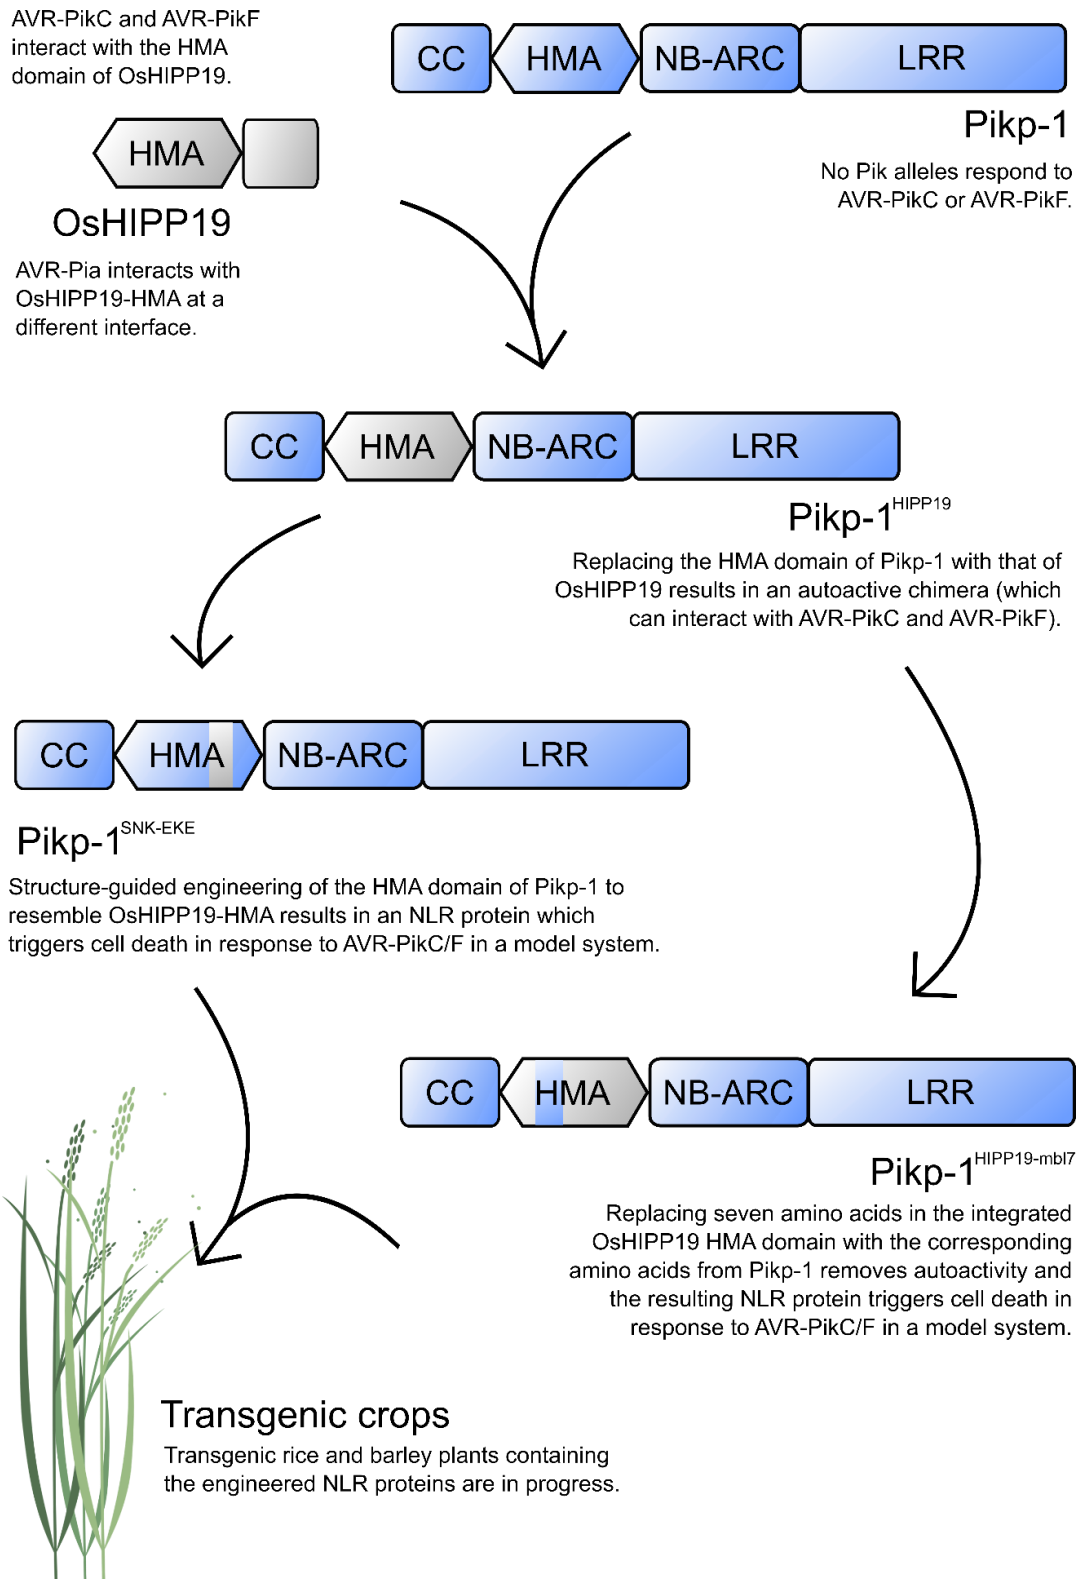 AVR-PikC and AVR-PikF
interact with the HMA
domain of OsHIPP19.
CC
HMA
NB-ARC
LRR
Pikp-1
No Pik alleles respond to
AVR-PikC or AVR-PikF.
HMA
OsHIPP19
AVR-Pia interacts with
OsHIPP19-HMA at a
different interface.
CC
HMA
NB-ARC
LRR
Pikp-1HIPP19
Replacing the HMA domain of Pikp-1 with that of
OsHIPP19 results in an autoactive chimera (which
can interact with AVR-PikC and AVR-PikF).
CC
HMA
NB-ARC
LRR
Pikp-1SNK-EKE
Structure-guided engineering of the HMA domain of Pikp-1 to
resemble OsHIPP19-HMA results in an NLR protein which
triggers cell death in response to AVR-PikC/F in a model system.
CC
HMA
NB-ARC
LRR
Pikp-1HIPP19-mbl7
Replacing seven amino acids in the integrated
OsHIPP19 HMA domain with the corresponding
amino acids from Pikp-1 removes autoactivity and
the resulting NLR protein triggers cell death in
response to AVR-PikC/F in a model system.
Transgenic crops
Transgenic rice and barley plants containing
the engineered NLR proteins are in progress.